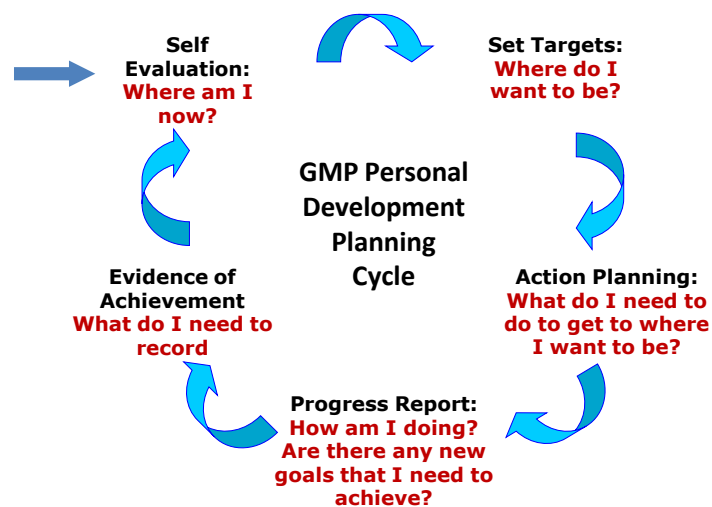 Self
Evaluation:
Where am I
now?
Set Targets:
Where do I
want to be?
GMP Personal
Development
Planning
Cycle
Action Planning:
What do I need to
do to get to where
I want to be?
Progress Report:
How am I doing?
Are there any new
goals that I need to
achieve?
Evidence of
Achievement
What do I need to
record